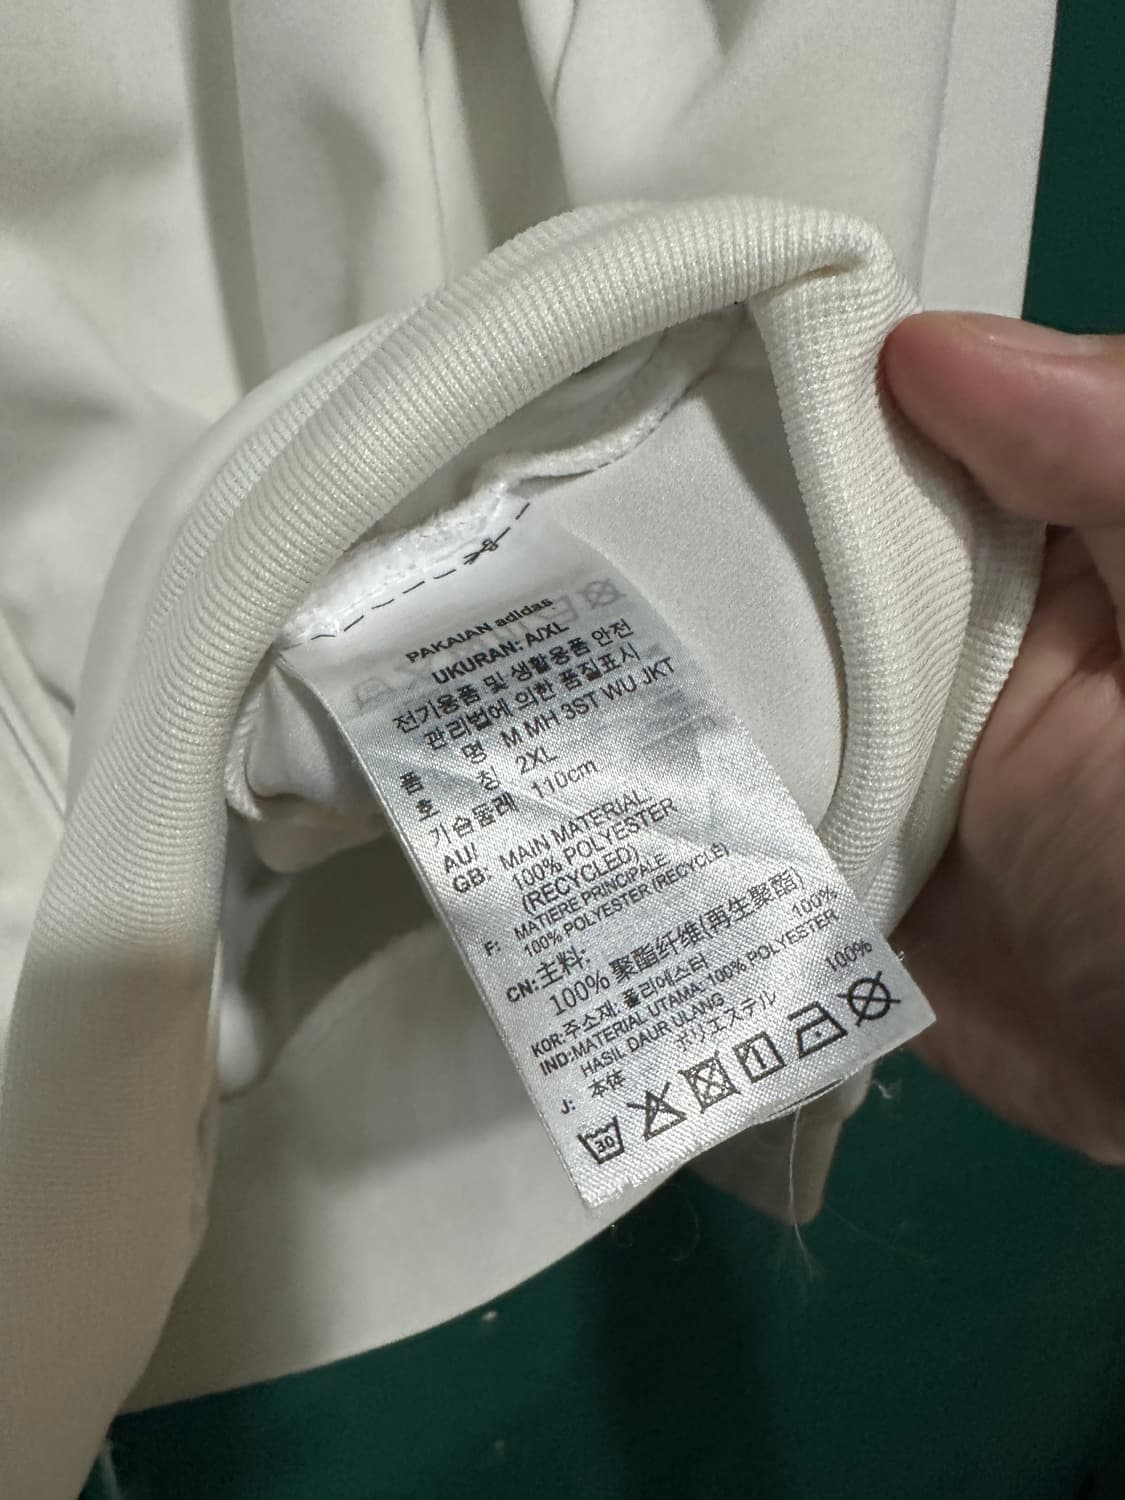 PAKAIAN adidas
UKURAN: A/XL
전기용품 및 생활용품 안전
관리법에 의한 품질표시
품 명 M MH 3ST WU JKT
호 칭 2XL
가슴둘레 110cm
AU/
GB: MAIN MATERIAL:
100% POLYESTER
(RECYCLED)
F: MATIERE PRINCIPALE
100% POLYESTER (RECYCLE)
CN: 主料:
100% 聚酯纤维(再生聚酯)
KOR: 주소재: 폴리에스터 100%
IND: MATERIAL UTAMA: 100% POLYESTER
HASIL DAUR ULANG
J: 本体 ポリエステル 100%
30